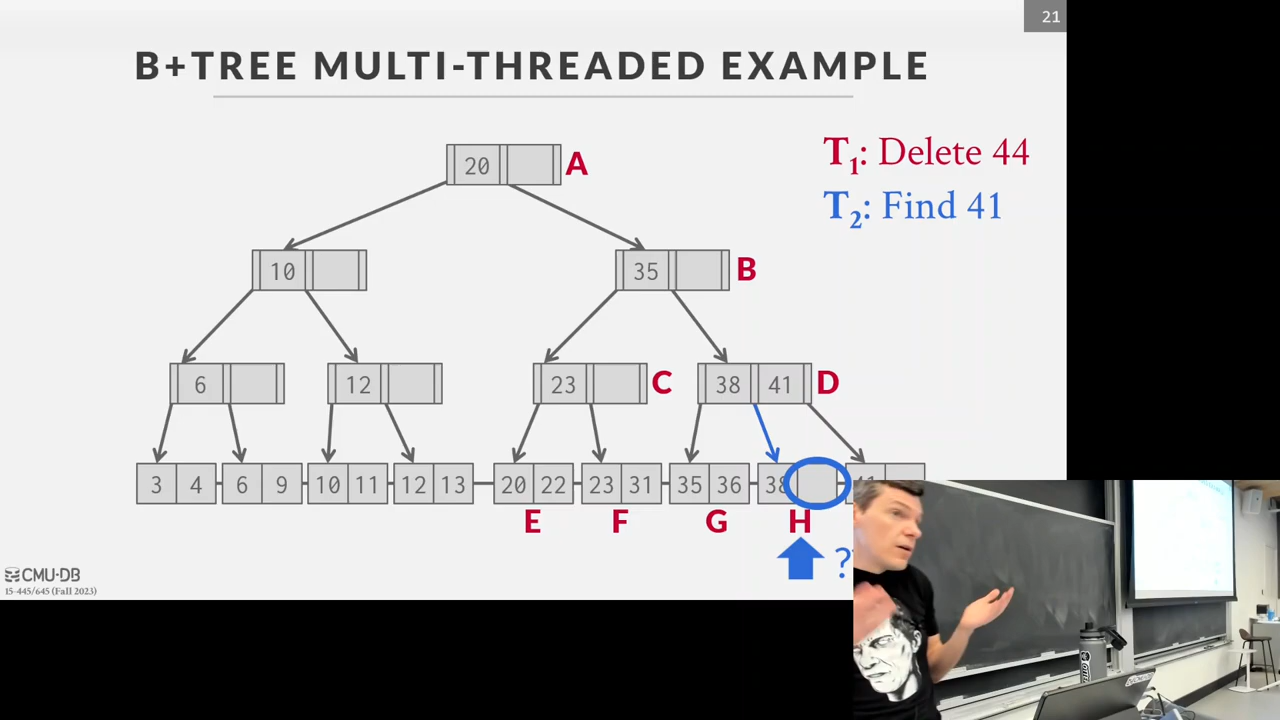 21
B+TREE MULTI-THREADED EXAMPLE
T1: Delete 44
T2: Find 41
20 A
10
35 B
6
12
23 C
38 41 D
3 4 6 9 10 11 12 13 20 22 23 31 35 36 38
E F G H
?
CMU·DB
15-445/645 (Fall 2023)